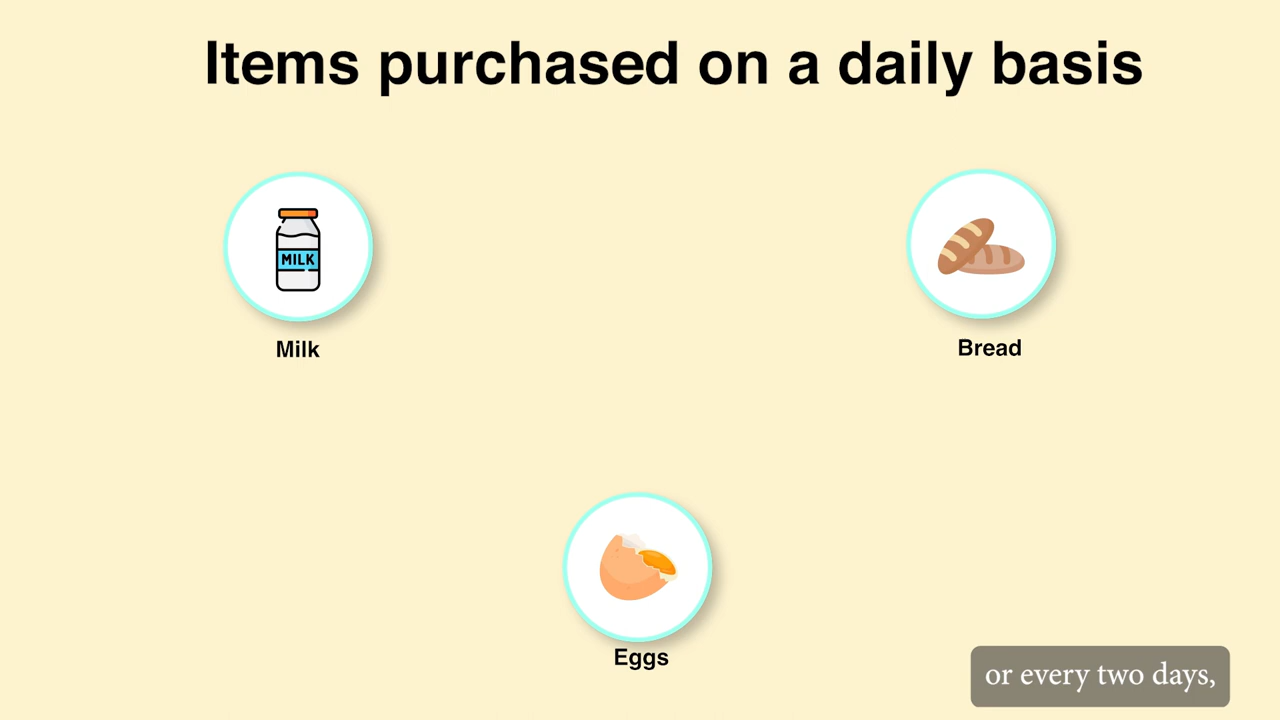 Items purchased on a daily basis
MILK
Milk
Bread
Eggs
or every two days,